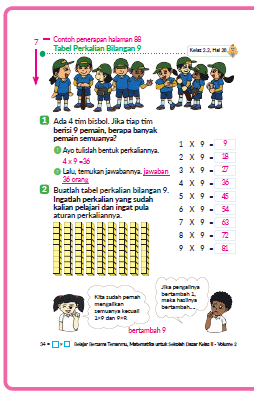 7 Contoh penerapan halaman 88
Tabel Perkalian Bilangan 9
Kelas 2.2, Hal 26
1 Ada 4 tim bisbol. Jika tiap tim
berisi 9 pemain, berapa banyak
pemain semuanya?
1 Ayo tulislah bentuk perkaliannya.
4 x 9 =36
2 Lalu, temukan jawabannya. jawaban
36 orang
2 Buatlah tabel perkalian bilangan 9.
Ingatlah perkalian yang sudah
kalian pelajari dan ingat pula
aturan perkaliannya.
1 X 9 = 9
2 X 9 = 18
3 X 9 = 27
4 X 9 = 36
5 X 9 = 45
6 X 9 = 54
7 X 9 = 63
8 X 9 = 72
9 X 9 = 81
Kita sudah pernah
mengalikan
semuanya kecuali
1×9 dan 9×9.
Jika pengalinya
bertambah 1,
maka hasilnya
bertambah....
bertambah 9
34 = × Belajar Bersama Temanmu, Matematika untuk Sekolah Dasar Kelas II - Volume 2